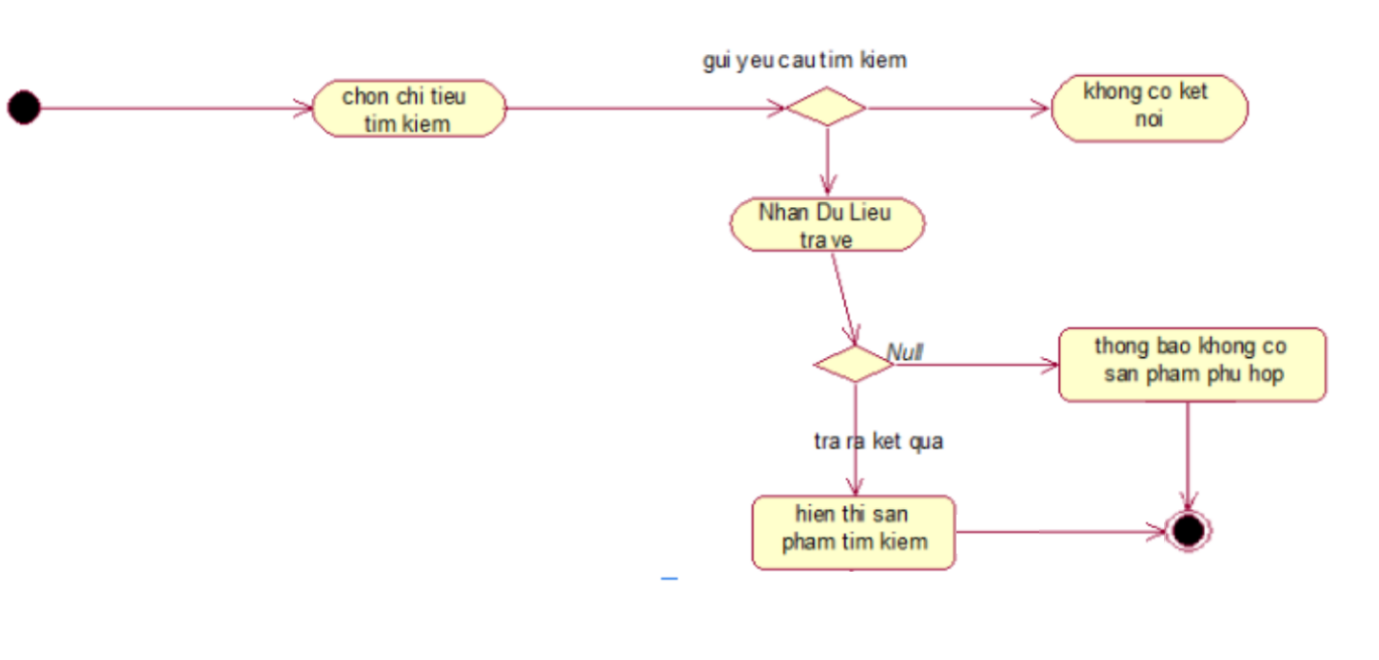 gui yeu cau tim kiem
chon chi tieu
tim kiem
khong co ket
noi
Nhan Du Lieu
tra ve
Null
thong bao khong co
san pham phu hop
tra ra ket qua
hien thi san
pham tim kiem